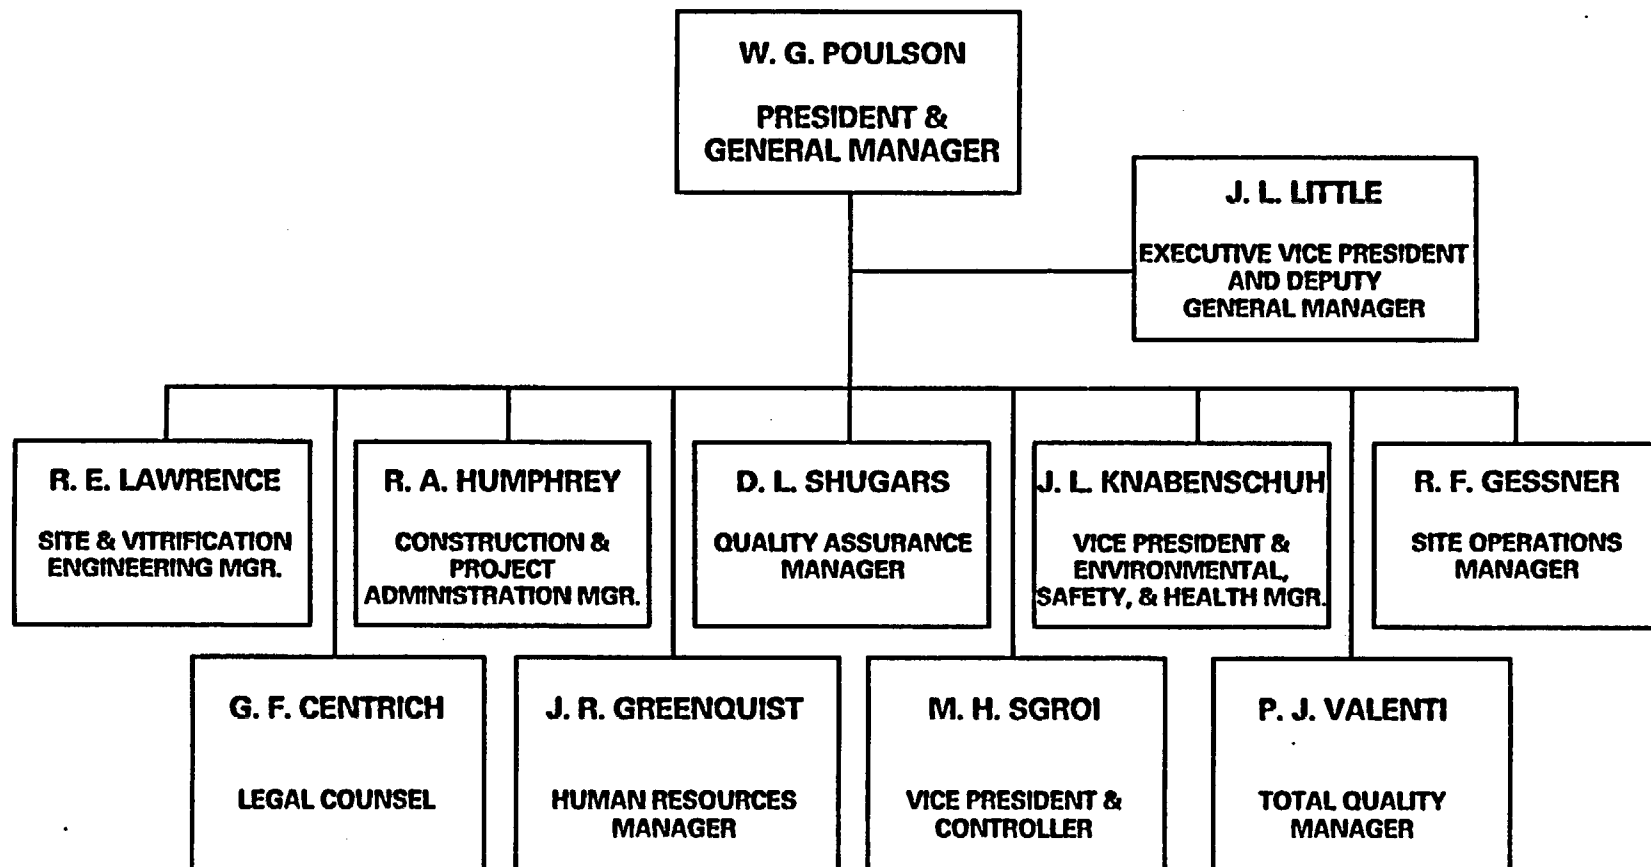 W. G. POULSON
PRESIDENT &
GENERAL MANAGER
J. L. LITTLE
EXECUTIVE VICE PRESIDENT
AND DEPUTY
GENERAL MANAGER
R. E. LAWRENCE
SITE & VITRIFICATION
ENGINEERING MGR.
R. A. HUMPHREY
CONSTRUCTION &
PROJECT
ADMINISTRATION MGR.
D. L. SHUGARS
QUALITY ASSURANCE
MANAGER
J. L. KNABENSCHUH
VICE PRESIDENT &
ENVIRONMENTAL,
SAFETY, & HEALTH MGR.
R. F. GESSNER
SITE OPERATIONS
MANAGER
G. F. CENTRICH
LEGAL COUNSEL
J. R. GREENQUIST
HUMAN RESOURCES
MANAGER
M. H. SGROI
VICE PRESIDENT &
CONTROLLER
P. J. VALENTI
TOTAL QUALITY
MANAGER